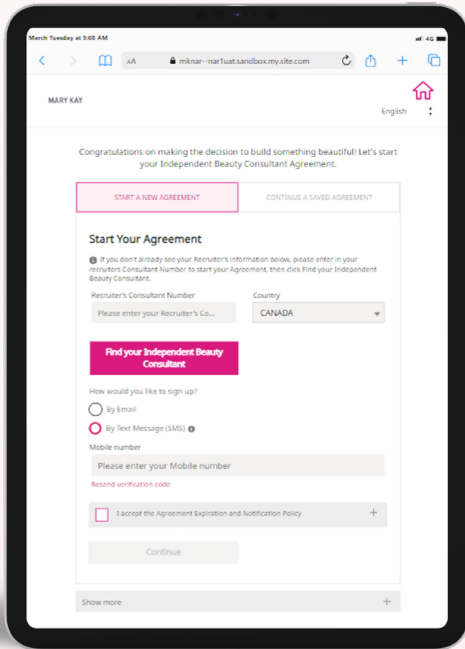 March Tuesday at 9:08 AM
4G
AA
mknar--nar1uat.sandbox.my.site.com
MARY KAY
English
Congratulations on making the decision to build something beautiful! Let's start
your Independent Beauty Consultant Agreement.
START A NEW AGREEMENT
CONTINUE A SAVED AGREEMENT
Start Your Agreement
If you don't already see your Recruiter's information below, please enter in your
recruiters Consultant Number to start your Agreement, then click Find your Independent
Beauty Consultant.
Recruiter's Consultant Number
Country
Please enter your Recruiter's Co...
CANADA
Find your Independent Beauty
Consultant
How would you like to sign up?
By Email
By Text Message (SMS)
Mobile number
Please enter your Mobile number
Resend verification code
I accept the Agreement Expiration and Notification Policy
Continue
Show more